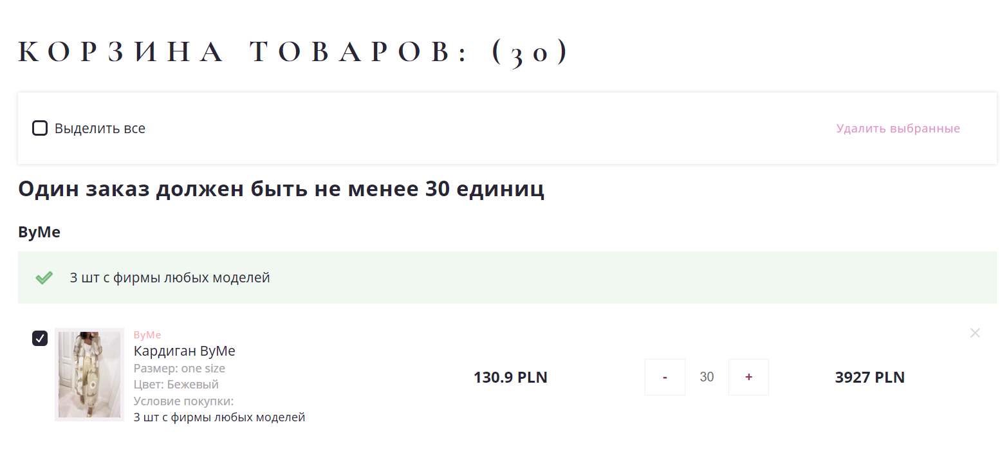 КОРЗИНА ТОВАРОВ: (30)
Выделить все
Удалить выбранные
Один заказ должен быть не менее 30 единиц
ByMe
3 шт с фирмы любых моделей
ByMe
Кардиган ByMe
Размер: one size
Цвет: Бежевый
Условие покупки:
3 шт с фирмы любых моделей
130.9 PLN
- 30 +
3927 PLN